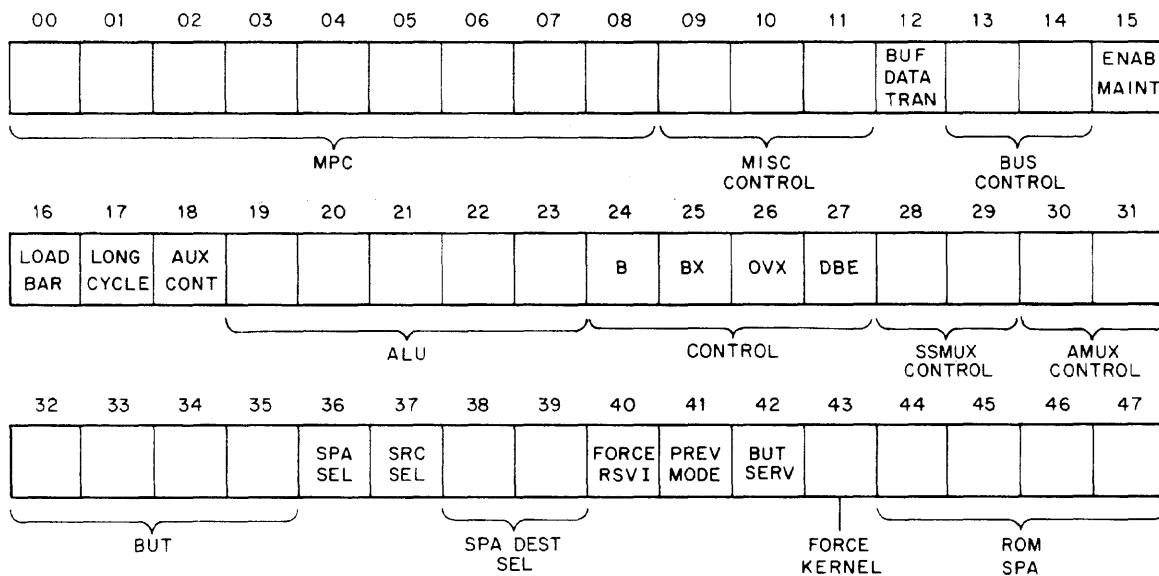 00 01 02 03 04 05 06 07 08 09 10 11 12 13 14 15
BUF DATA TRAN
ENAB MAINT
MPC
MISC CONTROL
BUS CONTROL
16 17 18 19 20 21 22 23 24 25 26 27 28 29 30 31
LOAD BAR
LONG CYCLE
AUX CONT
B
BX
OVX
DBE
ALU
CONTROL
SSMUX CONTROL
AMUX CONTROL
32 33 34 35 36 37 38 39 40 41 42 43 44 45 46 47
SPA SEL
SRC SEL
FORCE RSV I
PREV MODE
BUT SERV
BUT
SPA DEST SEL
FORCE KERNEL
ROM SPA